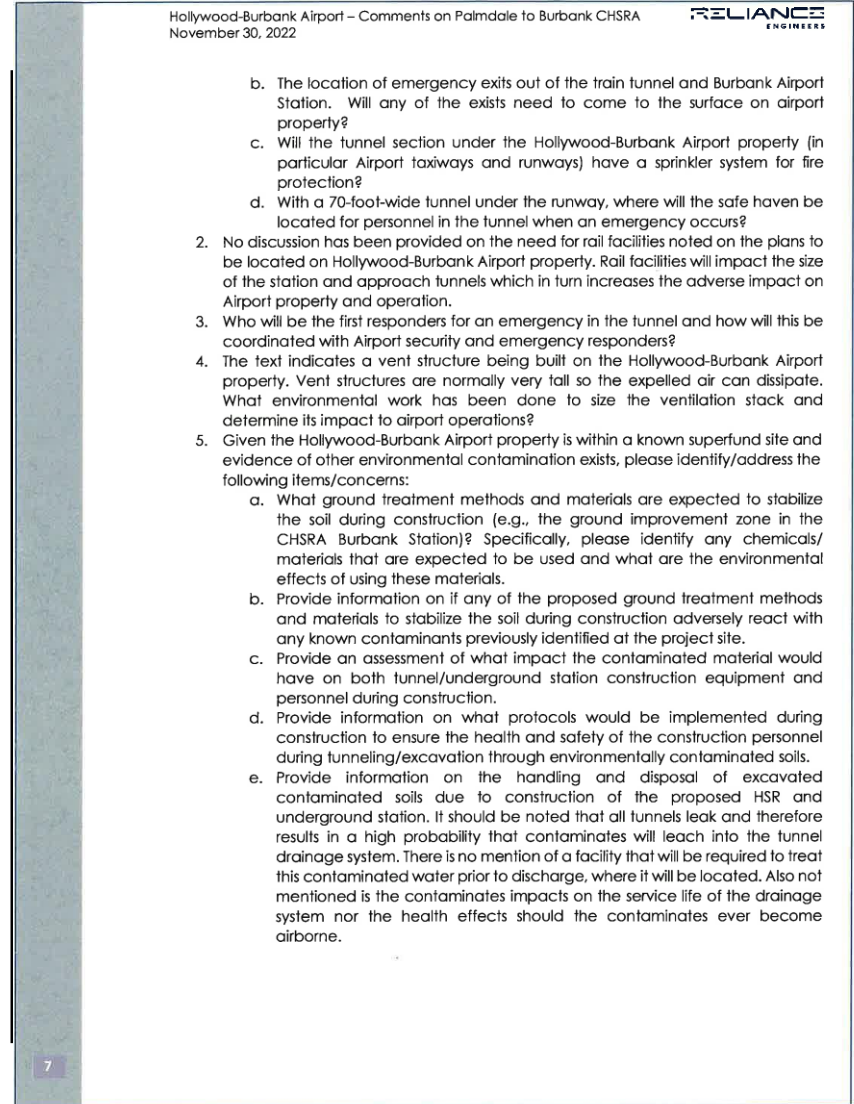 Hollywood-Burbank Airport – Comments on Palmdale to Burbank CHSRA
November 30, 2022
RELIANCE
ENGINEERS
b. The location of emergency exits out of the train tunnel and Burbank Airport
Station. Will any of the exists need to come to the surface on airport
property?
c. Will the tunnel section under the Hollywood-Burbank Airport property (in
particular Airport taxiways and runways) have a sprinkler system for fire
protection?
d. With a 70-foot-wide tunnel under the runway, where will the safe haven be
located for personnel in the tunnel when an emergency occurs?
2. No discussion has been provided on the need for rail facilities noted on the plans to
be located on Hollywood-Burbank Airport property. Rail facilities will impact the size
of the station and approach tunnels which in turn increases the adverse impact on
Airport property and operation.
3. Who will be the first responders for an emergency in the tunnel and how will this be
coordinated with Airport security and emergency responders?
4. The text indicates a vent structure being built on the Hollywood-Burbank Airport
property. Vent structures are normally very tall so the expelled air can dissipate.
What environmental work has been done to size the ventilation stack and
determine its impact to airport operations?
5. Given the Hollywood-Burbank Airport property is within a known superfund site and
evidence of other environmental contamination exists, please identify/address the
following items/concerns:
a. What ground treatment methods and materials are expected to stabilize
the soil during construction (e.g., the ground improvement zone in the
CHSRA Burbank Station)? Specifically, please identify any chemicals/
materials that are expected to be used and what are the environmental
effects of using these materials.
b. Provide information on if any of the proposed ground treatment methods
and materials to stabilize the soil during construction adversely react with
any known contaminants previously identified at the project site.
c. Provide an assessment of what impact the contaminated material would
have on both tunnel/underground station construction equipment and
personnel during construction.
d. Provide information on what protocols would be implemented during
construction to ensure the health and safety of the construction personnel
during tunneling/excavation through environmentally contaminated soils.
e. Provide information on the handling and disposal of excavated
contaminated soils due to construction of the proposed HSR and
underground station. It should be noted that all tunnels leak and therefore
results in a high probability that contaminates will leach into the tunnel
drainage system. There is no mention of a facility that will be required to treat
this contaminated water prior to discharge, where it will be located. Also not
mentioned is the contaminates impacts on the service life of the drainage
system nor the health effects should the contaminates ever become
airborne.
7